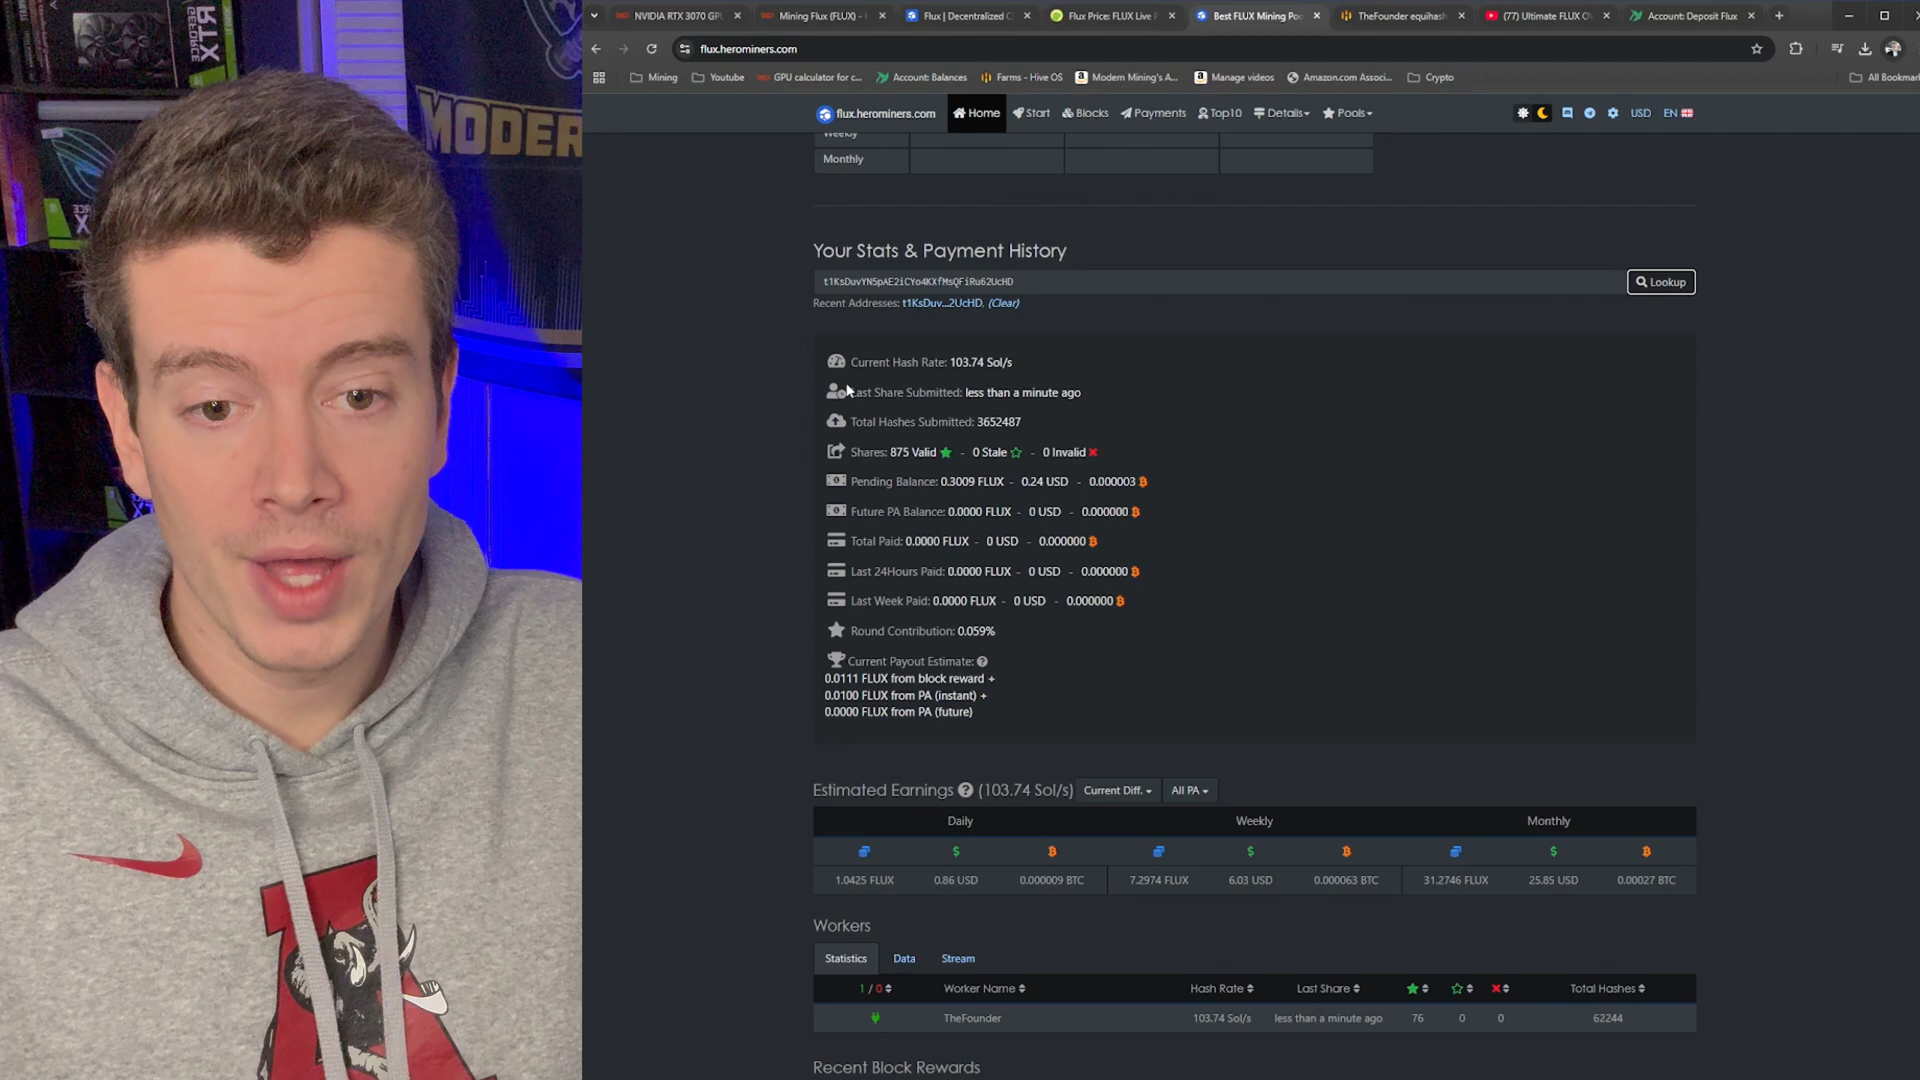 NVIDIA RTX 3070 GPU
Mining Flux (FLUX) -
Flux | Decentralized C
Flux Price: FLUX Live P
Best FLUX Mining Poo
TheFounder equihash
(77) Ultimate FLUX O
Account: Deposit Flux
flux.herominers.com
Mining
Youtube
GPU calculator for c...
Account: Balances
Farms - Hive OS
Modern Mining's A...
Manage videos
Amazon.com Associ...
Crypto
All Bookmar
flux.herominers.com
Home
Start
Blocks
Payments
Top10
Details
Pools
USD
EN
Weekly
Monthly
Your Stats & Payment History
t1KsDuvYN5pAE2iCYo4KXfMsQFiRu62UcHD
Lookup
Recent Addresses: t1KsDuv...2UcHD, (Clear)
Current Hash Rate: 103.74 Sol/s
Last Share Submitted: less than a minute ago
Total Hashes Submitted: 3652487
Shares: 875 Valid - 0 Stale - 0 Invalid
Pending Balance: 0.3009 FLUX - 0.24 USD - 0.000003
Future PA Balance: 0.0000 FLUX - 0 USD - 0.000000
Total Paid: 0.0000 FLUX - 0 USD - 0.000000
Last 24Hours Paid: 0.0000 FLUX - 0 USD - 0.000000
Last Week Paid: 0.0000 FLUX - 0 USD - 0.000000
Round Contribution: 0.059%
Current Payout Estimate:
0.0111 FLUX from block reward +
0.0100 FLUX from PA (instant) +
0.0000 FLUX from PA (future)
Estimated Earnings (103.74 Sol/s) Current Diff. All PA
Daily Weekly Monthly
$ $ $
1.0425 FLUX 0.86 USD 0.000009 BTC 7.2974 FLUX 6.03 USD 0.000063 BTC 31.2746 FLUX 25.85 USD 0.00027 BTC
Workers
Statistics Data Stream
1 / 0 Worker Name Hash Rate Last Share Total Hashes
TheFounder 103.74 Sol/s less than a minute ago 76 0 0 62244
Recent Block Rewards
RTX
MODER